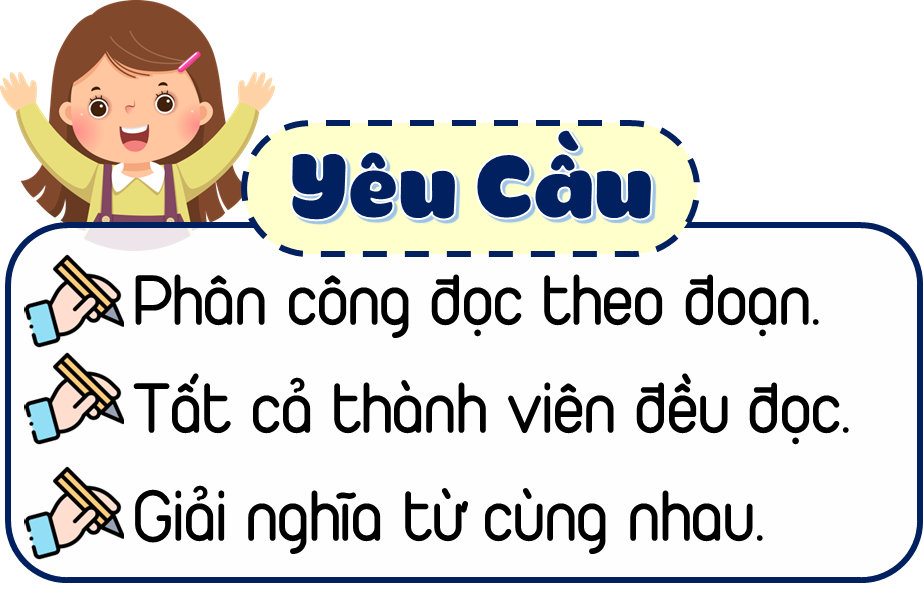 Yêu Cầu
Phân công đọc theo đoạn.
Tất cả thành viên đều đọc.
Giải nghĩa từ cùng nhau.